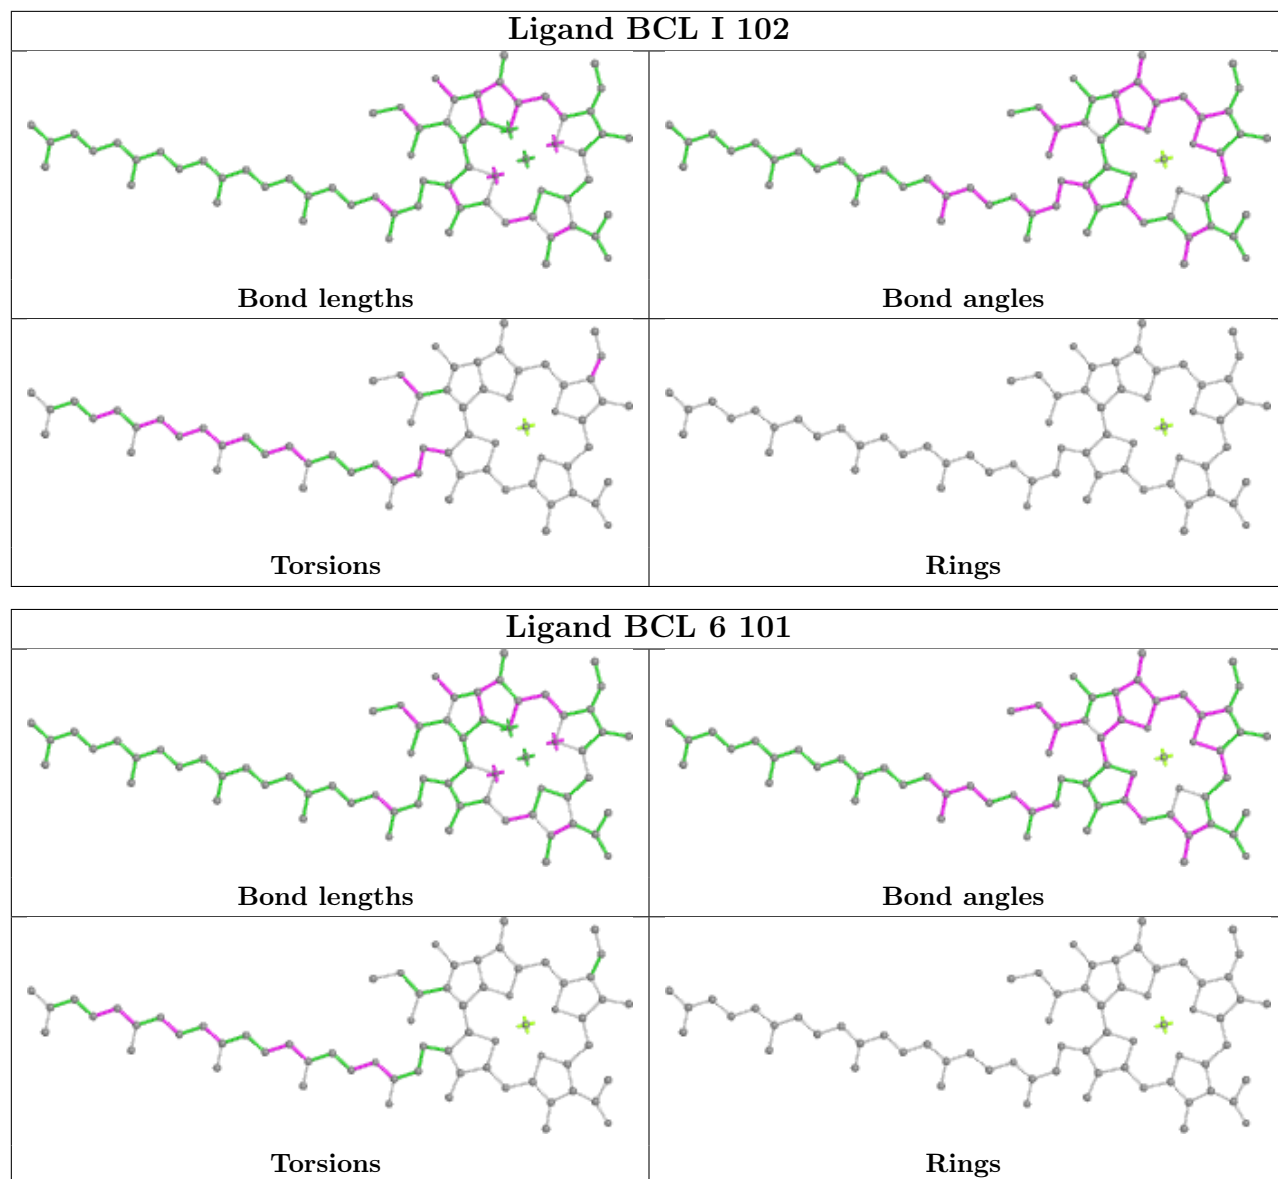 Ligand BCL I 102
Bond lengths
Bond angles
Torsions
Rings
Ligand BCL 6 101
Bond lengths
Bond angles
Torsions
Rings